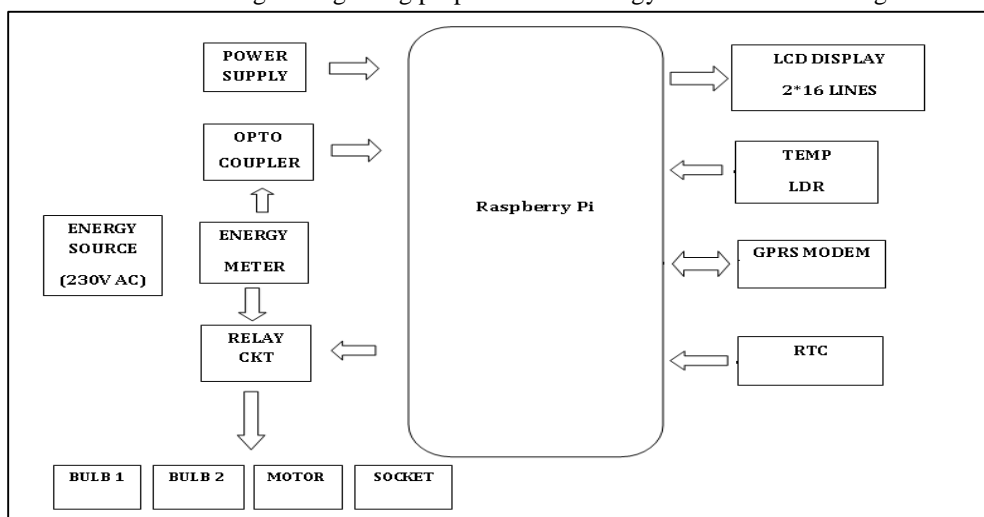 POWER
SUPPLY
OPTO
COUPLER
ENERGY
SOURCE
(230V AC)
ENERGY
METER
RELAY
CKT
BULB 1
BULB 2
MOTOR
SOCKET
Raspberry Pi
LCD DISPLAY
2*16 LINES
TEMP
LDR
GPRS MODEM
RTC